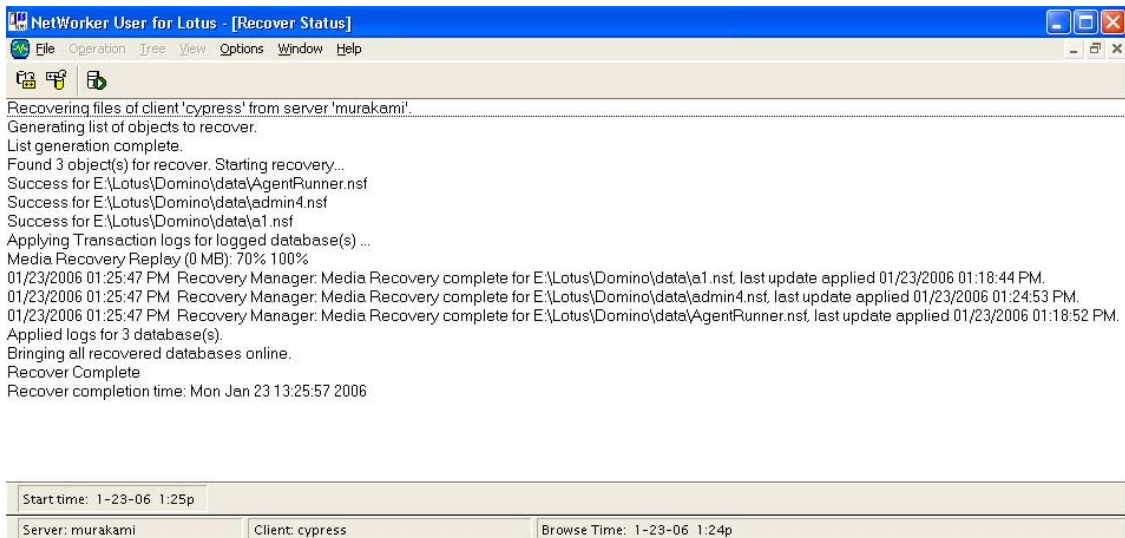 NetWorker User for Lotus - [Recover Status]
File Operation Tree View Options Window Help
Recovering files of client 'cypress' from server 'murakami'.
Generating list of objects to recover.
List generation complete.
Found 3 object(s) for recover. Starting recovery...
Success for E:\Lotus\Domino\data\AgentRunner.nsf
Success for E:\Lotus\Domino\data\admin4.nsf
Success for E:\Lotus\Domino\data\a1.nsf
Applying Transaction logs for logged database(s) ...
Media Recovery Replay (0 MB): 70% 100%
01/23/2006 01:25:47 PM Recovery Manager: Media Recovery complete for E:\Lotus\Domino\data\a1.nsf, last update applied 01/23/2006 01:18:44 PM.
01/23/2006 01:25:47 PM Recovery Manager: Media Recovery complete for E:\Lotus\Domino\data\admin4.nsf, last update applied 01/23/2006 01:24:53 PM.
01/23/2006 01:25:47 PM Recovery Manager: Media Recovery complete for E:\Lotus\Domino\data\AgentRunner.nsf, last update applied 01/23/2006 01:18:52 PM.
Applied logs for 3 database(s).
Bringing all recovered databases online.
Recover Complete
Recover completion time: Mon Jan 23 13:25:57 2006
Start time: 1-23-06 1:25p
Server: murakami Client: cypress Browse Time: 1-23-06 1:24p